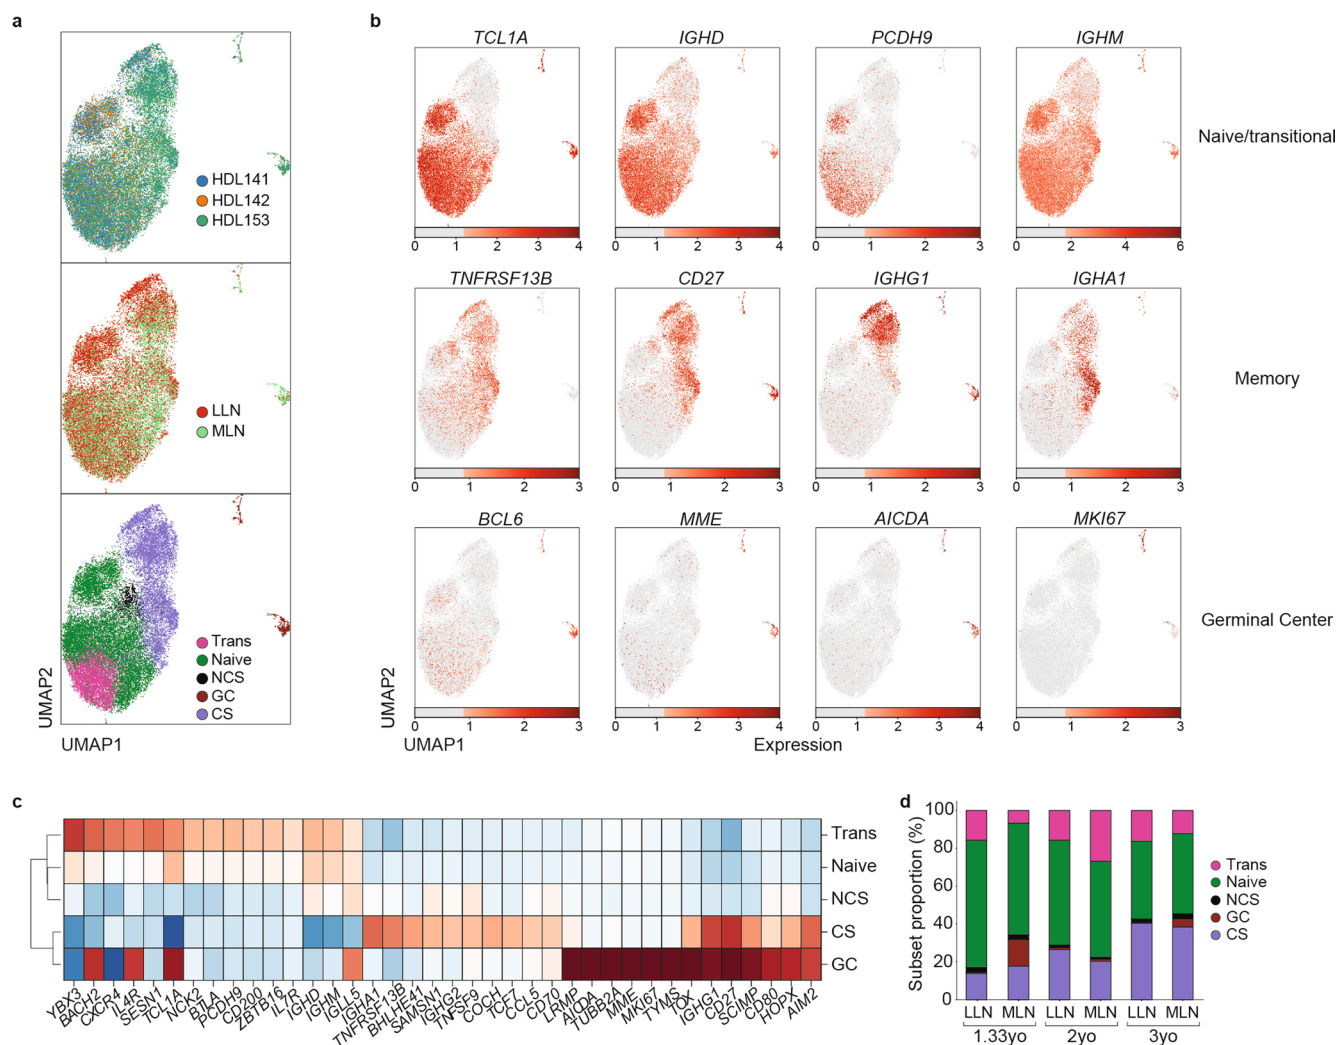 a
HDL141
HDL142
HDL153
LLN
MLN
Trans
Naive
NCS
GC
CS
UMAP2
UMAP1
b
TCL1A IGHD PCDH9 IGHM
Naive/transitional
0 1 2 3 4 0 1 2 3 4 0 1 2 3 0 2 4 6
TNFRSF13B CD27 IGHG1 IGHA1
Memory
0 1 2 3 0 1 2 3 0 1 2 3 0 1 2 3
BCL6 MME AICDA MKI67
Germinal Center
UMAP2
0 1 2 3 4 0 1 2 3 4 0 1 2 3 4 0 1 2 3
UMAP1 Expression
c
Trans
Naive
NCS
CS
GC
YBX3 BACH2 CXCR4 IL4R SESN1 TCL1A NCK2 BTLA PCDH9 CD200 ZBTB16 IL7R IGHD IGHM IGLL5 IGHA1 TNFRSF13B BHLHE41 SAMSN1 IGHG2 TNFSF9 COCH TCF7 CCL5 CD70 LRMP AICDA TUBB2A MME MKI67 TYMS TOX IGHG1 CD27 SCIMP CD80 HOPX AIM2
d
Subset proportion (%)
100
80
60
40
20
0
Trans
Naive
NCS
GC
CS
LLN MLN LLN MLN LLN MLN
1.33yo 2yo 3yo